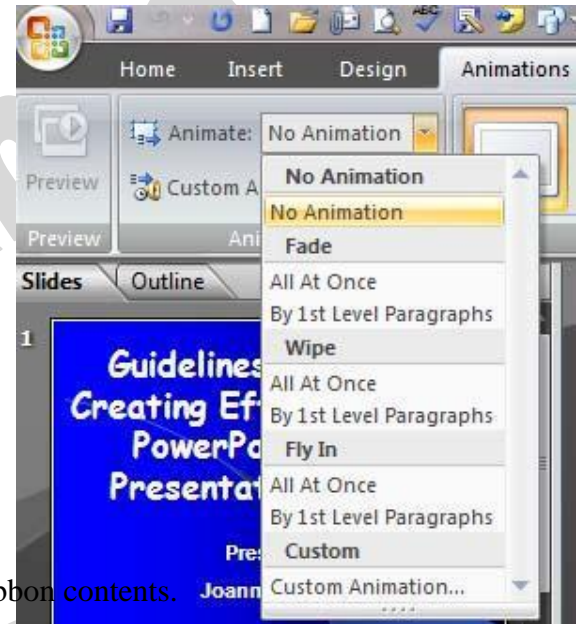 ABC
Home Insert Design Animations
Animate: No Animation
Preview
Custom A
Preview
Ani
No Animation
No Animation
Fade
All At Once
By 1st Level Paragraphs
Wipe
All At Once
By 1st Level Paragraphs
Fly In
All At Once
By 1st Level Paragraphs
Custom
Custom Animation...
Slides Outline
1
Guidelines
Creating Ef
PowerPo
Presentat
Pres
Joann
bon contents.